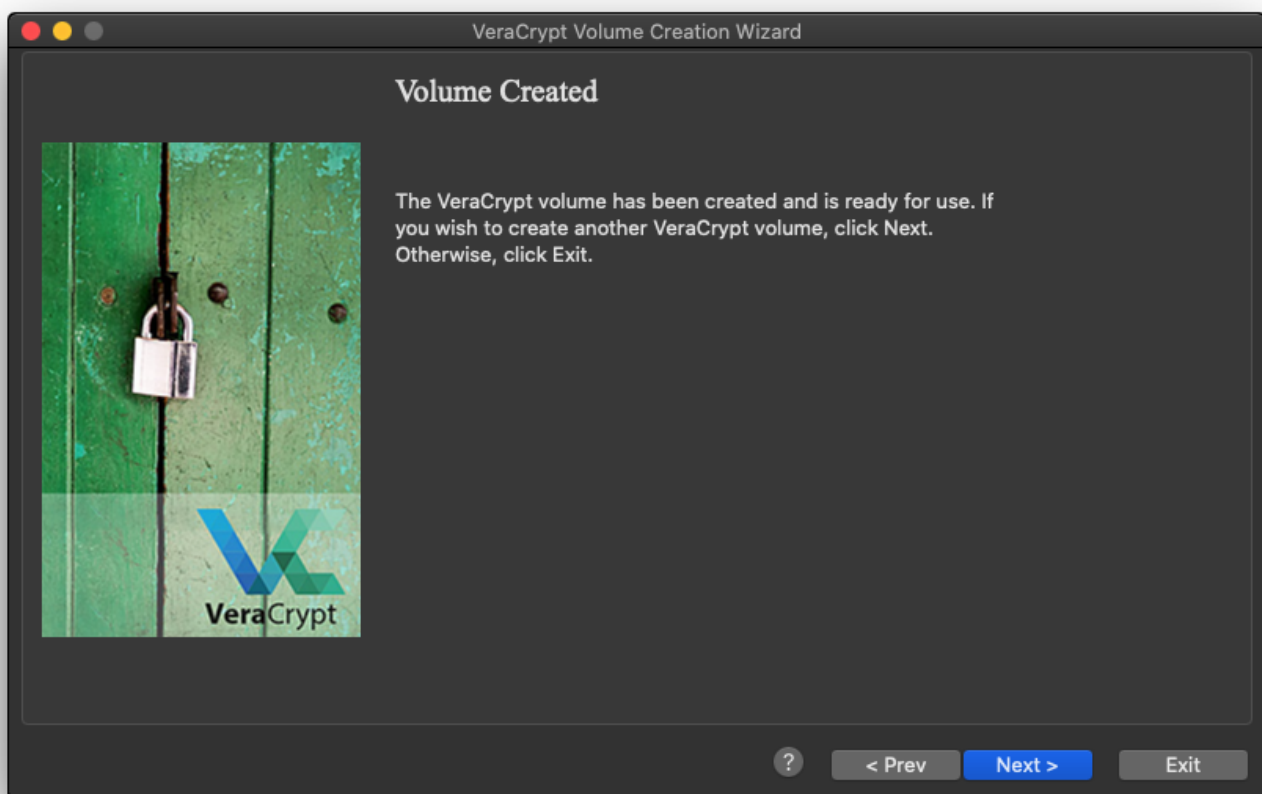 VeraCrypt Volume Creation Wizard
Volume Created
The VeraCrypt volume has been created and is ready for use. If
you wish to create another VeraCrypt volume, click Next.
Otherwise, click Exit.
VeraCrypt
?
< Prev
Next >
Exit